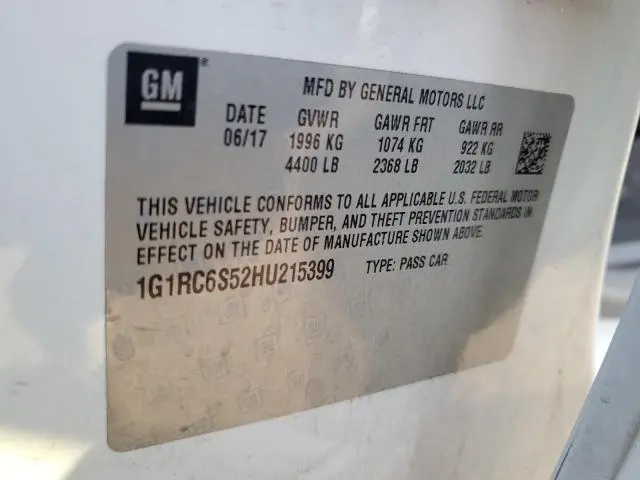 GM ®
MFD BY GENERAL MOTORS LLC
DATE GVWR GAWR FRT GAWR RR
06/17 1996 KG 1074 KG 922 KG
4400 LB 2368 LB 2032 LB
THIS VEHICLE CONFORMS TO ALL APPLICABLE U.S. FEDERAL MOTOR
VEHICLE SAFETY, BUMPER, AND THEFT PREVENTION STANDARDS IN
EFFECT ON THE DATE OF MANUFACTURE SHOWN ABOVE.
1G1RC6S52HU215399 TYPE: PASS CAR